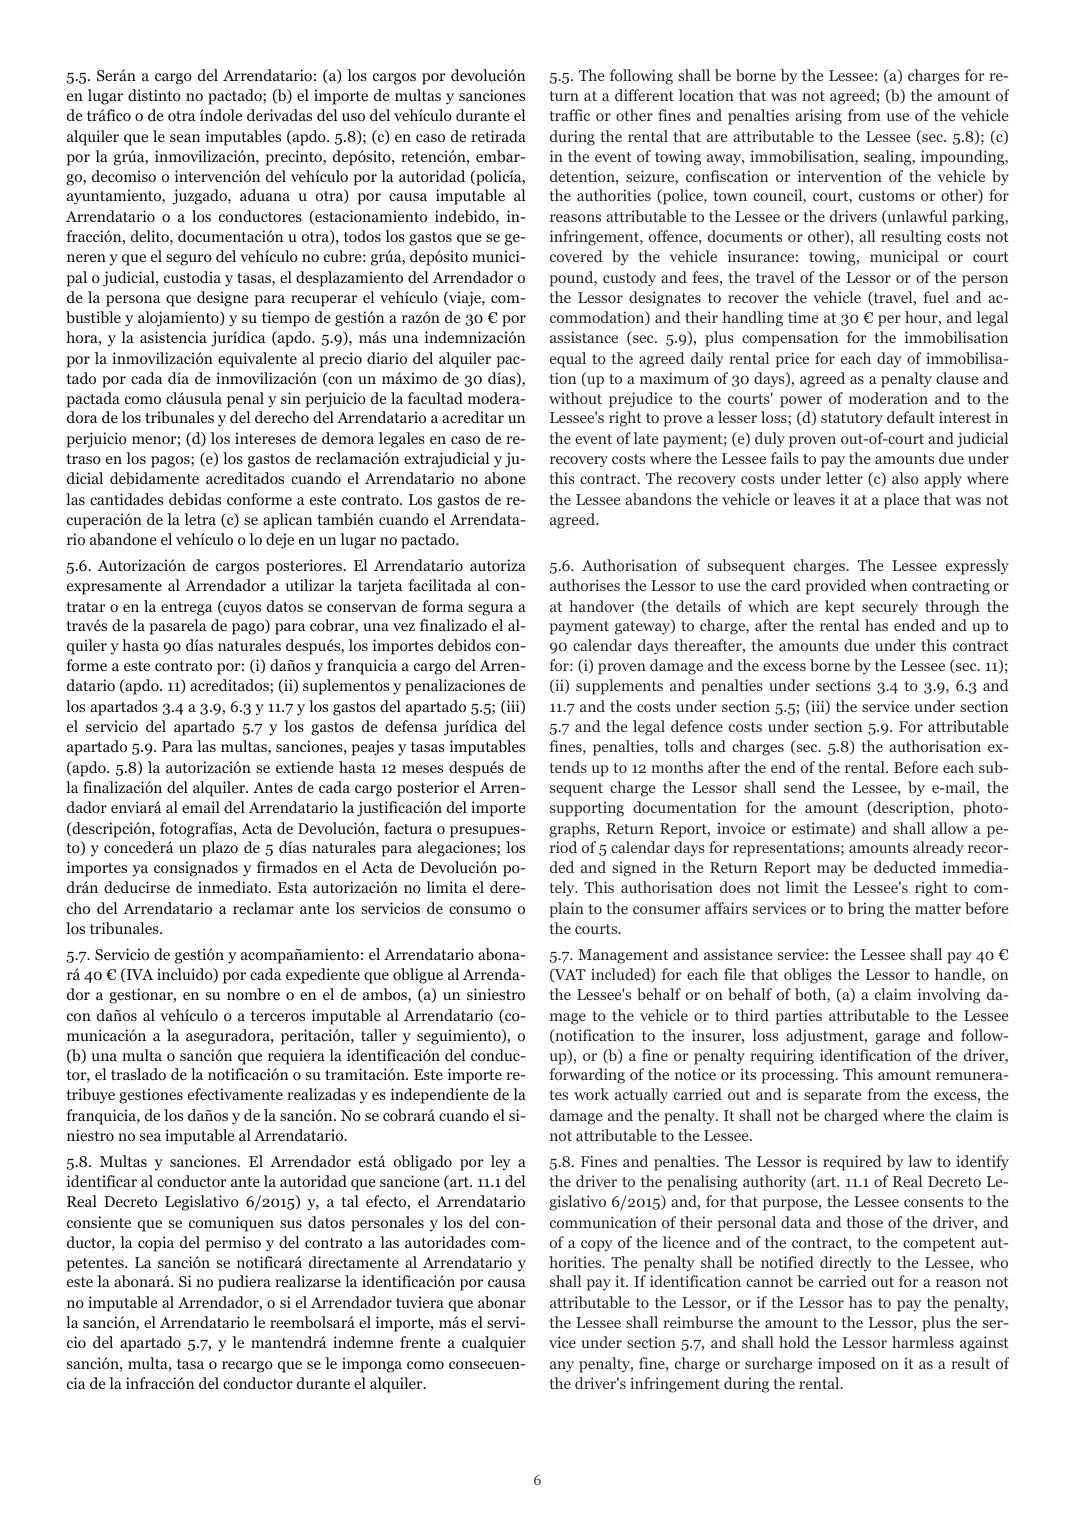 5.5. Serán a cargo del Arrendatario: (a) los cargos por devolución
en lugar distinto no pactado; (b) el importe de multas y sanciones
de tráfico o de otra índole derivadas del uso del vehículo durante el
alquiler que le sean imputables (apdo. 5.8); (c) en caso de retirada
por la grúa, inmovilización, precinto, depósito, retención, embar-
go, decomiso o intervención del vehículo por la autoridad (policía,
ayuntamiento, juzgado, aduana u otra) por causa imputable al
Arrendatario o a los conductores (estacionamiento indebido, in-
fracción, delito, documentación u otra), todos los gastos que se ge-
neren y que el seguro del vehículo no cubre: grúa, depósito munici-
pal o judicial, custodia y tasas, el desplazamiento del Arrendador o
de la persona que designe para recuperar el vehículo (viaje, com-
bustible y alojamiento) y su tiempo de gestión a razón de 30 € por
hora, y la asistencia jurídica (apdo. 5.9), más una indemnización
por la inmovilización equivalente al precio diario del alquiler pac-
tado por cada día de inmovilización (con un máximo de 30 días),
pactada como cláusula penal y sin perjuicio de la facultad modera-
dora de los tribunales y del derecho del Arrendatario a acreditar un
perjuicio menor; (d) los intereses de demora legales en caso de re-
traso en los pagos; (e) los gastos de reclamación extrajudicial y ju-
dicial debidamente acreditados cuando el Arrendatario no abone
las cantidades debidas conforme a este contrato. Los gastos de re-
cuperación de la letra (c) se aplican también cuando el Arrendata-
rio abandone el vehículo o lo deje en un lugar no pactado.
5.6. Autorización de cargos posteriores. El Arrendatario autoriza
expresamente al Arrendador a utilizar la tarjeta facilitada al con-
tratar o en la entrega (cuyos datos se conservan de forma segura a
través de la pasarela de pago) para cobrar, una vez finalizado el al-
quiler y hasta 90 días naturales después, los importes debidos con-
forme a este contrato por: (i) daños y franquicia a cargo del Arren-
datario (apdo. 11) acreditados; (ii) suplementos y penalizaciones de
los apartados 3.4 a 3.9, 6.3 y 11.7 y los gastos del apartado 5.5; (iii)
el servicio del apartado 5.7 y los gastos de defensa jurídica del
apartado 5.9. Para las multas, sanciones, peajes y tasas imputables
(apdo. 5.8) la autorización se extiende hasta 12 meses después de
la finalización del alquiler. Antes de cada cargo posterior el Arren-
dador enviará al email del Arrendatario la justificación del importe
(descripción, fotografías, Acta de Devolución, factura o presupues-
to) y concederá un plazo de 5 días naturales para alegaciones; los
importes ya consignados y firmados en el Acta de Devolución po-
drán deducirse de inmediato. Esta autorización no limita el dere-
cho del Arrendatario a reclamar ante los servicios de consumo o
los tribunales.
5.7. Servicio de gestión y acompañamiento: el Arrendatario abona-
rá 40 € (IVA incluido) por cada expediente que obligue al Arrenda-
dor a gestionar, en su nombre o en el de ambos, (a) un siniestro
con daños al vehículo o a terceros imputable al Arrendatario (co-
municación a la aseguradora, peritación, taller y seguimiento), o
(b) una multa o sanción que requiera la identificación del conduc-
tor, el traslado de la notificación o su tramitación. Este importe re-
tribuye gestiones efectivamente realizadas y es independiente de la
franquicia, de los daños y de la sanción. No se cobrará cuando el si-
niestro no sea imputable al Arrendatario.
5.8. Multas y sanciones. El Arrendador está obligado por ley a
identificar al conductor ante la autoridad que sancione (art. 11.1 del
Real Decreto Legislativo 6/2015) y, a tal efecto, el Arrendatario
consiente que se comuniquen sus datos personales y los del con-
ductor, la copia del permiso y del contrato a las autoridades com-
petentes. La sanción se notificará directamente al Arrendatario y
este la abonará. Si no pudiera realizarse la identificación por causa
no imputable al Arrendador, o si el Arrendador tuviera que abonar
la sanción, el Arrendatario le reembolsará el importe, más el servi-
cio del apartado 5.7, y le mantendrá indemne frente a cualquier
sanción, multa, tasa o recargo que se le imponga como consecuen-
cia de la infracción del conductor durante el alquiler.
5.5. The following shall be borne by the Lessee: (a) charges for re-
turn at a different location that was not agreed; (b) the amount of
traffic or other fines and penalties arising from use of the vehicle
during the rental that are attributable to the Lessee (sec. 5.8); (c)
in the event of towing away, immobilisation, sealing, impounding,
detention, seizure, confiscation or intervention of the vehicle by
the authorities (police, town council, court, customs or other) for
reasons attributable to the Lessee or the drivers (unlawful parking,
infringement, offence, documents or other), all resulting costs not
covered by the vehicle insurance: towing, municipal or court
pound, custody and fees, the travel of the Lessor or of the person
the Lessor designates to recover the vehicle (travel, fuel and ac-
commodation) and their handling time at 30 € per hour, and legal
assistance (sec. 5.9), plus compensation for the immobilisation
equal to the agreed daily rental price for each day of immobilisa-
tion (up to a maximum of 30 days), agreed as a penalty clause and
without prejudice to the courts' power of moderation and to the
Lessee's right to prove a lesser loss; (d) statutory default interest in
the event of late payment; (e) duly proven out-of-court and judicial
recovery costs where the Lessee fails to pay the amounts due under
this contract. The recovery costs under letter (c) also apply where
the Lessee abandons the vehicle or leaves it at a place that was not
agreed.
5.6. Authorisation of subsequent charges. The Lessee expressly
authorises the Lessor to use the card provided when contracting or
at handover (the details of which are kept securely through the
payment gateway) to charge, after the rental has ended and up to
90 calendar days thereafter, the amounts due under this contract
for: (i) proven damage and the excess borne by the Lessee (sec. 11);
(ii) supplements and penalties under sections 3.4 to 3.9, 6.3 and
11.7 and the costs under section 5.5; (iii) the service under section
5.7 and the legal defence costs under section 5.9. For attributable
fines, penalties, tolls and charges (sec. 5.8) the authorisation ex-
tends up to 12 months after the end of the rental. Before each sub-
sequent charge the Lessor shall send the Lessee, by e-mail, the
supporting documentation for the amount (description, photo-
graphs, Return Report, invoice or estimate) and shall allow a pe-
riod of 5 calendar days for representations; amounts already recor-
ded and signed in the Return Report may be deducted immedia-
tely. This authorisation does not limit the Lessee's right to com-
plain to the consumer affairs services or to bring the matter before
the courts.
5.7. Management and assistance service: the Lessee shall pay 40 €
(VAT included) for each file that obliges the Lessor to handle, on
the Lessee's behalf or on behalf of both, (a) a claim involving da-
mage to the vehicle or to third parties attributable to the Lessee
(notification to the insurer, loss adjustment, garage and follow-
up), or (b) a fine or penalty requiring identification of the driver,
forwarding of the notice or its processing. This amount remunera-
tes work actually carried out and is separate from the excess, the
damage and the penalty. It shall not be charged where the claim is
not attributable to the Lessee.
5.8. Fines and penalties. The Lessor is required by law to identify
the driver to the penalising authority (art. 11.1 of Real Decreto Le-
gislativo 6/2015) and, for that purpose, the Lessee consents to the
communication of their personal data and those of the driver, and
of a copy of the licence and of the contract, to the competent aut-
horities. The penalty shall be notified directly to the Lessee, who
shall pay it. If identification cannot be carried out for a reason not
attributable to the Lessor, or if the Lessor has to pay the penalty,
the Lessee shall reimburse the amount to the Lessor, plus the ser-
vice under section 5.7, and shall hold the Lessor harmless against
any penalty, fine, charge or surcharge imposed on it as a result of
the driver's infringement during the rental.
6